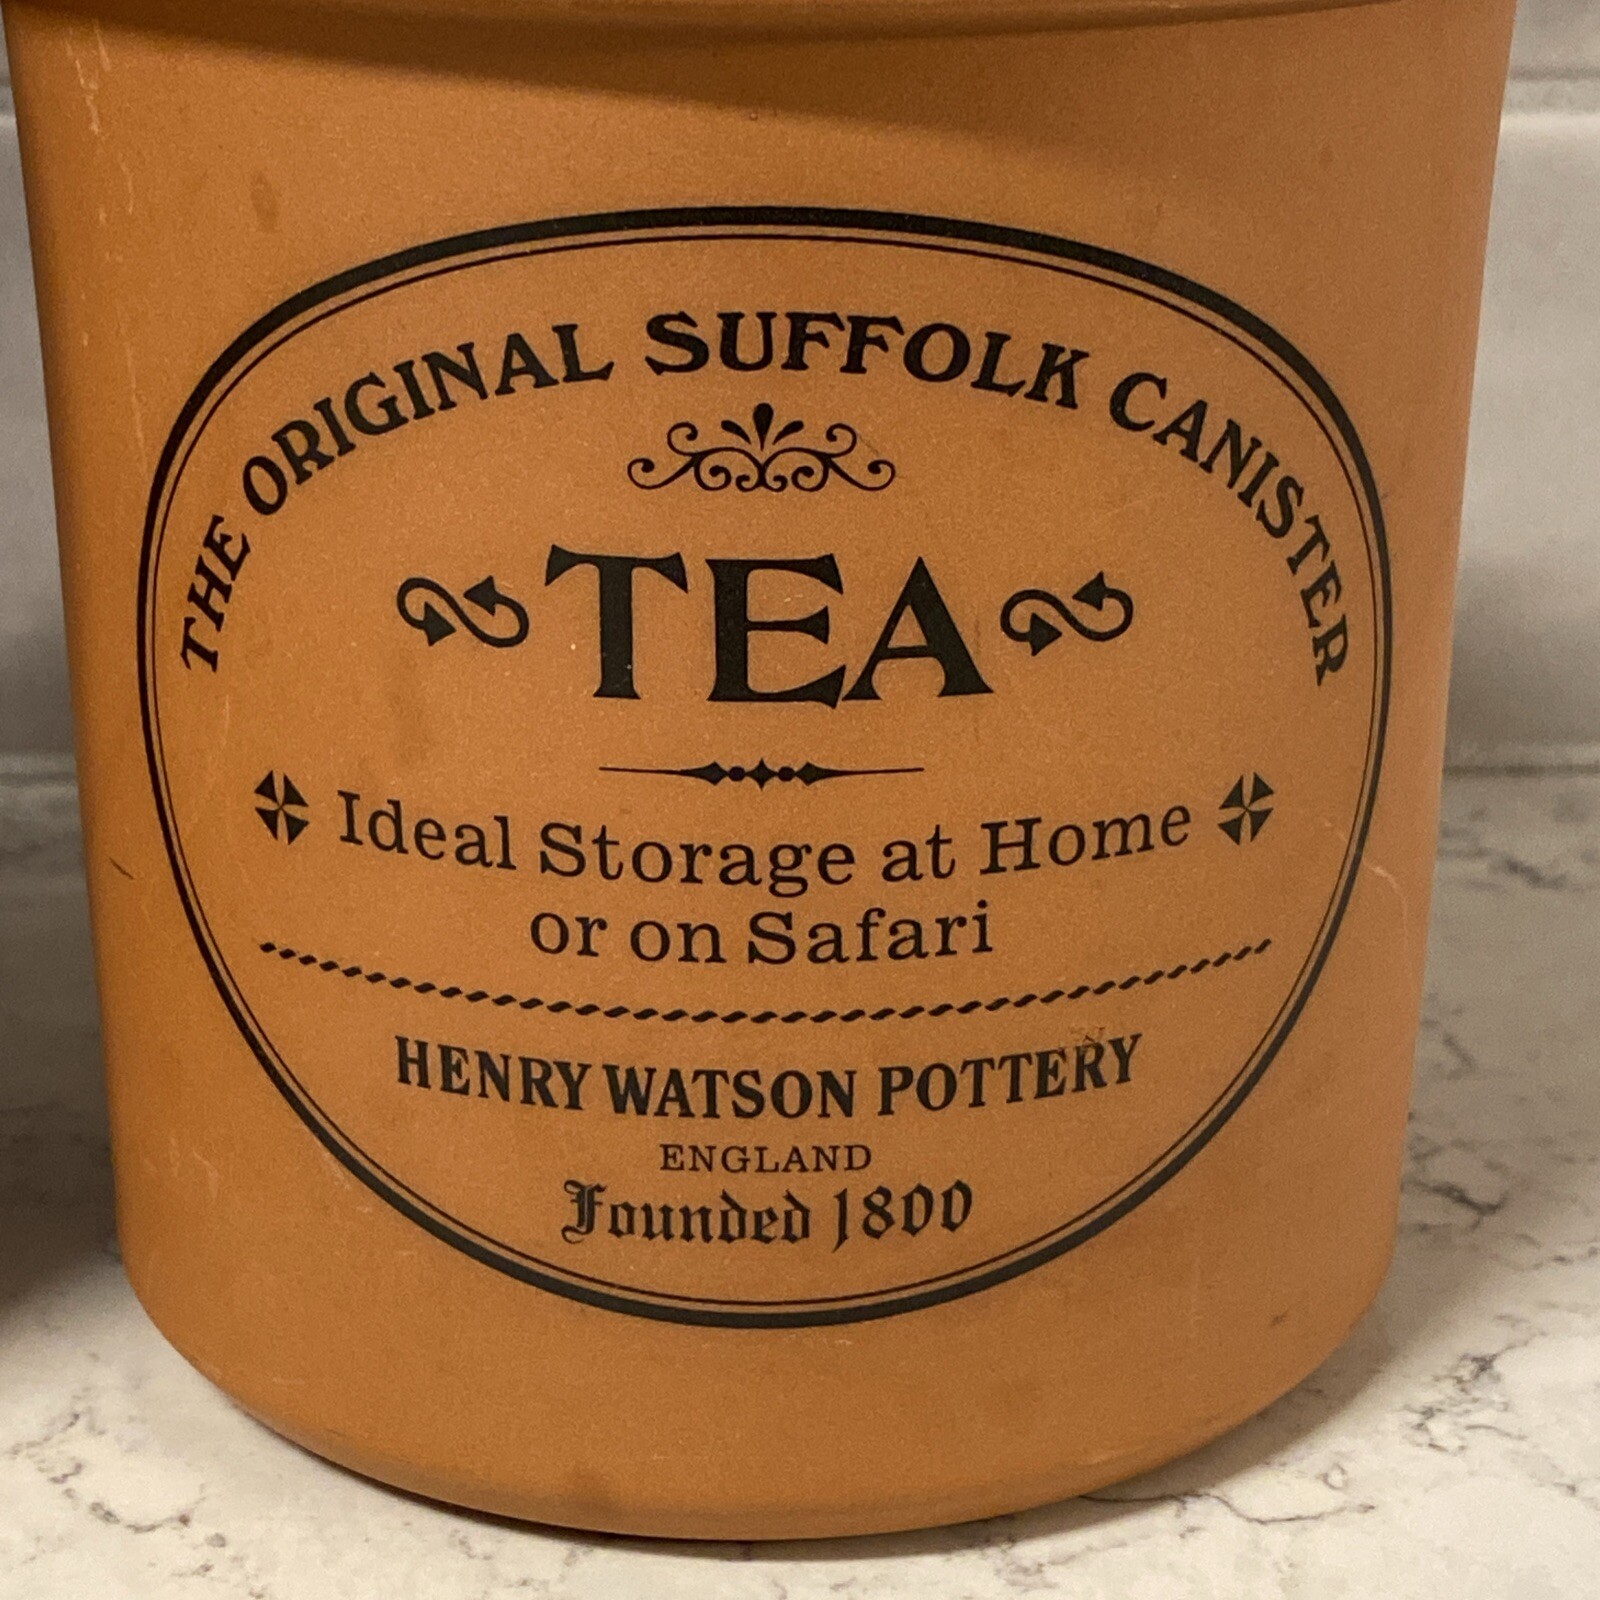 THE ORIGINAL SUFFOLK CANISTER
TEA
Ideal Storage at Home
or on Safari
HENRY WATSON POTTERY
ENGLAND
Founded 1800